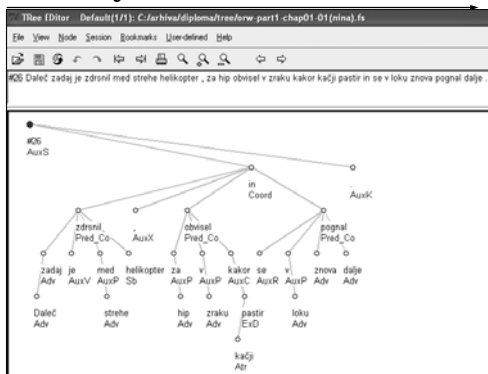 TRee EDitor Default(1/1): C:/arhiva/diploma/tree/orw-part1-chap01-01(nina).fs
File View Node Session Bookmarks User-defined Help
#26 Daleč zadaj je zdrsnil med strehe helikopter , za hip obvisel v zraku kakor kačji pastir in se v loku znova pognal dalje .
#26
AuxS
in
Coord
.
AuxK
zdrsnil
Pred_Co
,
AuxX
obvisel
Pred_Co
pognal
Pred_Co
zadaj je med helikopter za v kakor se v znova dalje
Adv AuxV AuxP Sb AuxP AuxP AuxC AuxR AuxP Adv Adv
Daleč strehe hip zraku pastir loku
Adv Adv Adv Adv ExD Adv
kačji
Atr